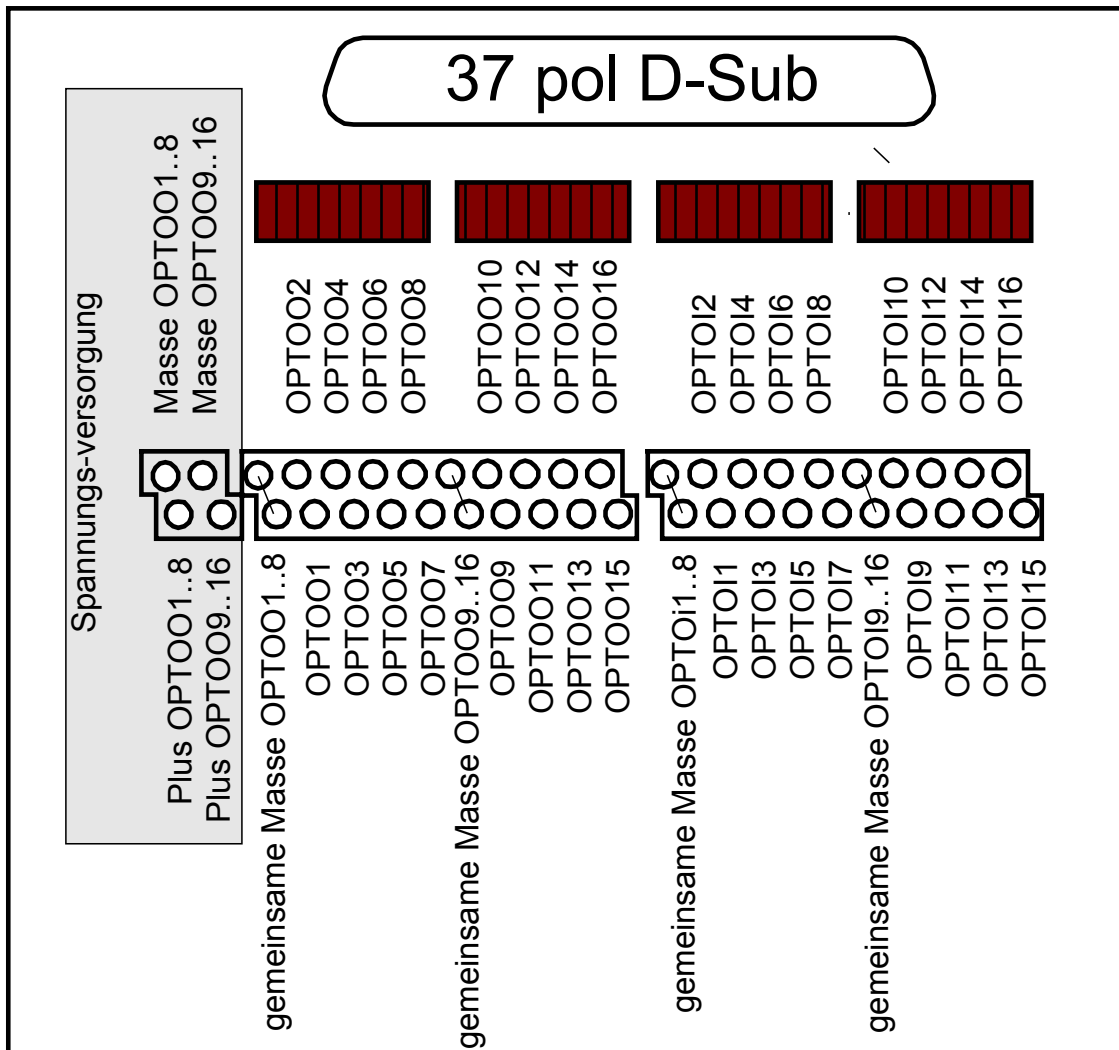 37 pol D-Sub
Spannungs-versorgung
Masse OPTOO1..8
Masse OPTOO9..16
OPTOO2
OPTOO4
OPTOO6
OPTOO8
OPTOO10
OPTOO12
OPTOO14
OPTOO16
OPTOI2
OPTOI4
OPTOI6
OPTOI8
OPTOI10
OPTOI12
OPTOI14
OPTOI16
Plus OPTOO1..8
Plus OPTOO9..16
gemeinsame Masse OPTOO1..8
OPTOO1
OPTOO3
OPTOO5
OPTOO7
gemeinsame Masse OPTOO9..16
OPTOO9
OPTOO11
OPTOO13
OPTOO15
gemeinsame Masse OPTOi1..8
OPTOI1
OPTOI3
OPTOI5
OPTOI7
gemeinsame Masse OPTOI9..16
OPTOI9
OPTOI11
OPTOI13
OPTOI15